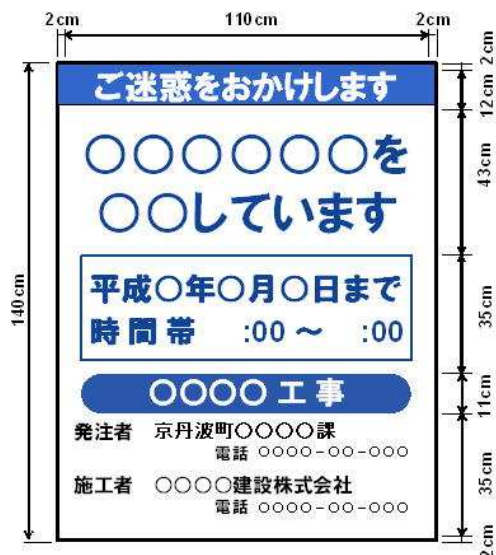 2cm 110cm 2cm
2cm
12cm
43cm
35cm
11cm
35cm
2cm
140cm
ご迷惑をおかけします
○○○○○○を
○○しています
平成○年○月○日まで
時間帯 :00～ :00
○○○○工事
発注者 京丹波町○○○○課
電話 ○○○○-○○-○○○
施工者 ○○○○建設株式会社
電話 ○○○○-○○-○○○